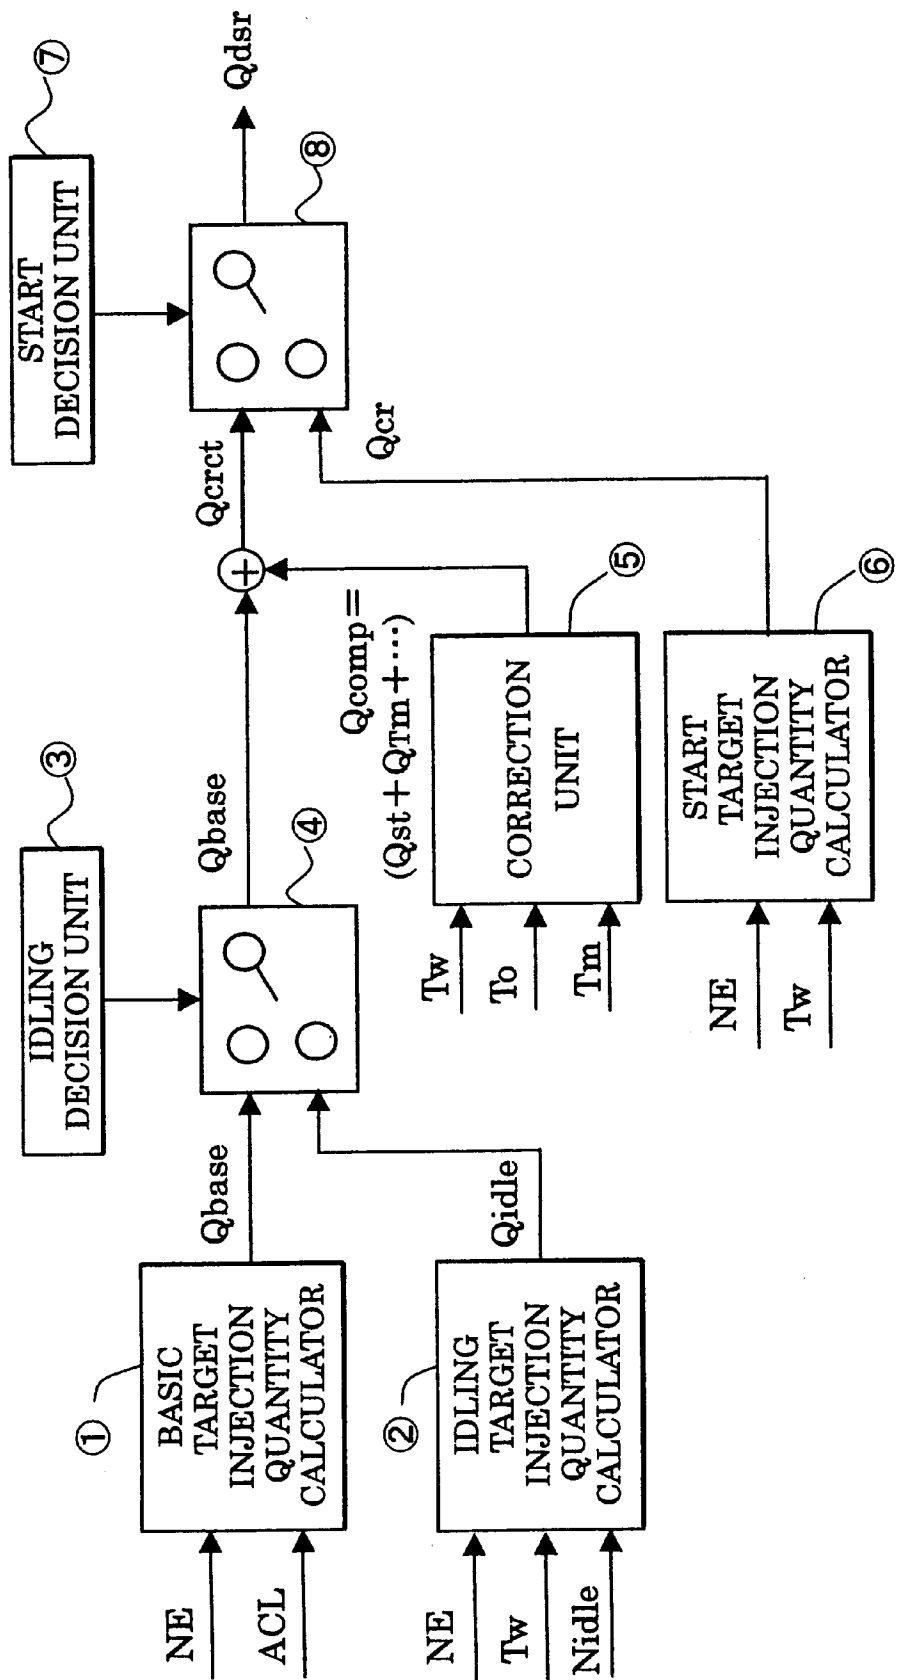 NE
ACL
①
BASIC
TARGET
INJECTION
QUANTITY
CALCULATOR
Qbase
NE
Tw
Nidle
②
IDLING
TARGET
INJECTION
QUANTITY
CALCULATOR
Qidle
IDLING
DECISION UNIT
③
④
Qbase
Tw
To
Tm
CORRECTION
UNIT
⑤
Qcomp=
(Qst+QTm+⋯)
+
Qcrct
NE
Tw
START
TARGET
INJECTION
QUANTITY
CALCULATOR
⑥
Qcr
START
DECISION UNIT
⑦
⑧
Qdsr